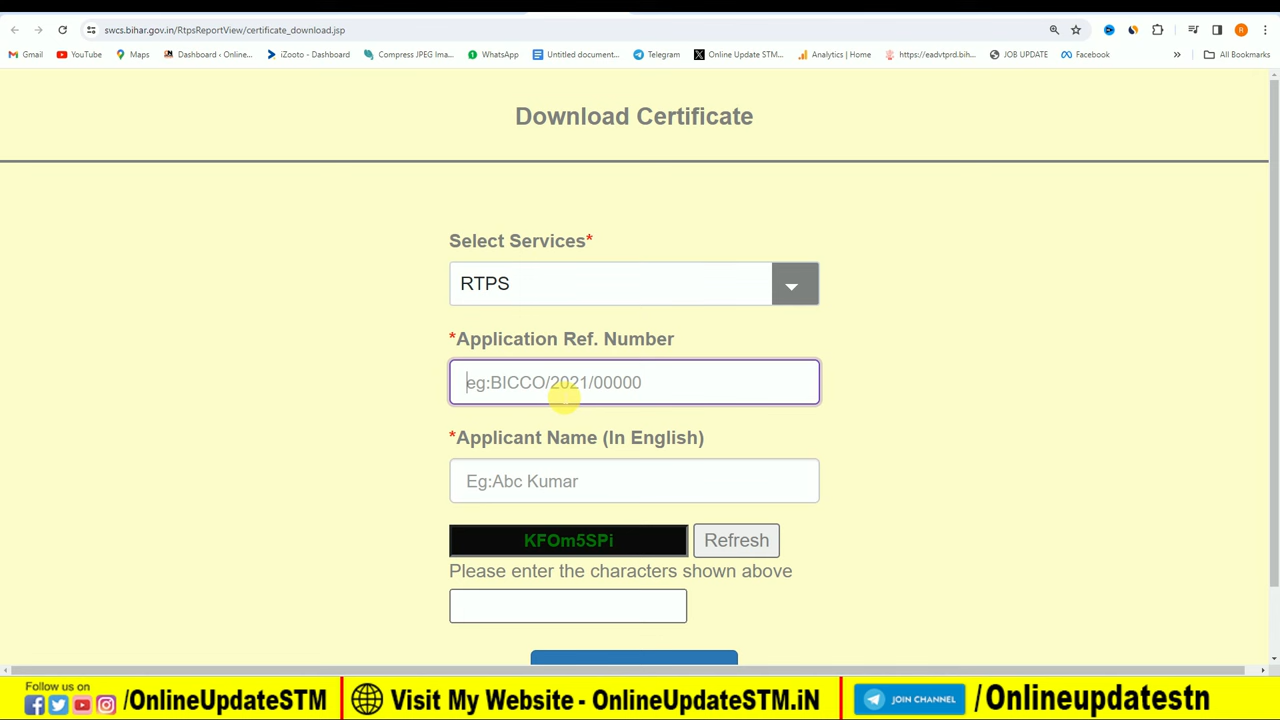 swcs.bihar.gov.in/RtpsReportView/certificate_download.jsp
R
Gmail YouTube Maps Dashboard < Online... iZooto - Dashboard Compress JPEG Ima... WhatsApp Untitled document... Telegram Online Update STM... Analytics | Home https://eadvtprd.bih... JOB UPDATE Facebook » All Bookmarks
Download Certificate
Select Services*
RTPS
*Application Ref. Number
eg:BICCO/2021/00000
*Applicant Name (In English)
Eg:Abc Kumar
KFOm5SPi Refresh
Please enter the characters shown above
Follow us on
/OnlineUpdateSTM Visit My Website - OnlineUpdateSTM.iN JOIN CHANNEL /Onlineupdatestn